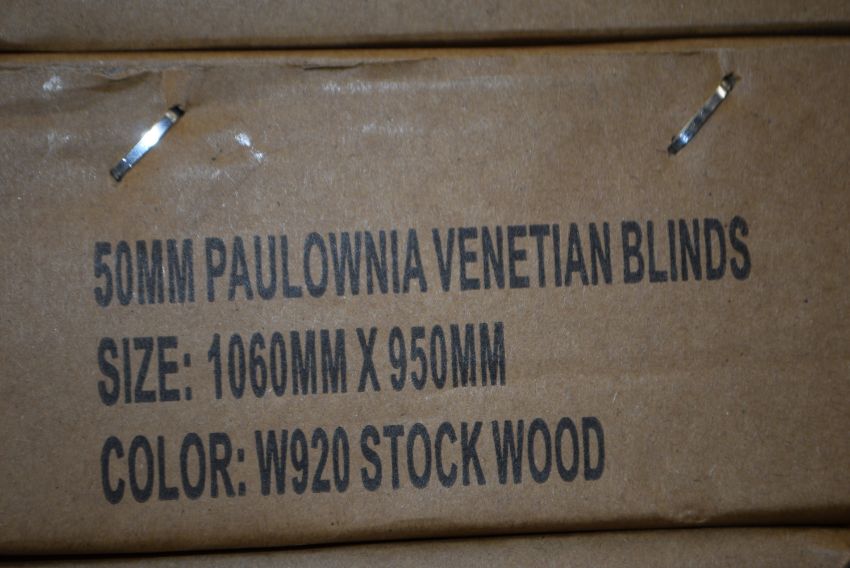 50MM PAULOWNIA VENETIAN BLINDS
SIZE: 1060MM X 950MM
COLOR: W920 STOCK WOOD